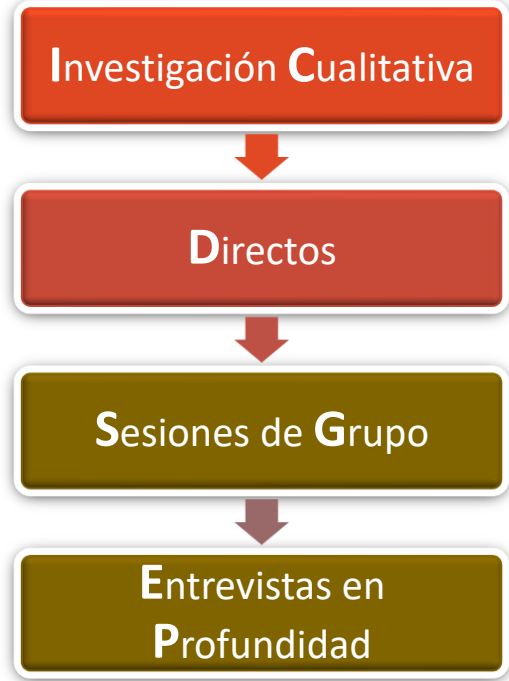 Investigación Cualitativa
Directos
Sesiones de Grupo
Entrevistas en
Profundidad